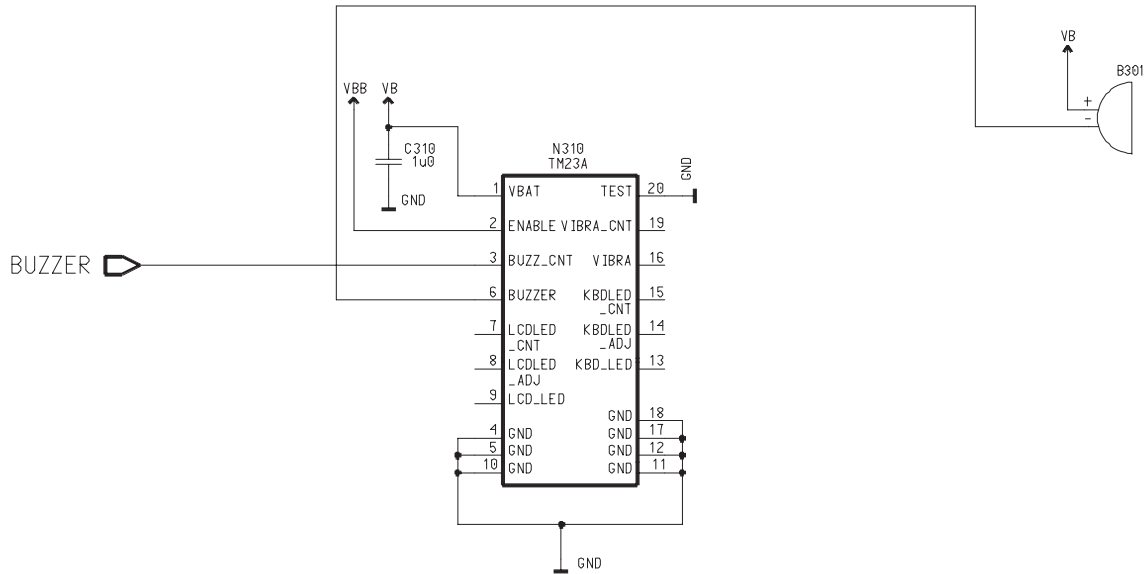 VB
B301
+
-
VBB VB
C310
1u0
GND
N310
TM23A
GND
1 VBAT TEST 20
2 ENABLE VIBRA_CNT 19
BUZZER 3 BUZZ_CNT VIBRA 16
6 BUZZER KBDLED 15
_CNT
7 LCDLED KBDLED 14
_CNT _ADJ
8 LCDLED KBD_LED 13
_ADJ
9 LCD_LED
GND 18
4 GND GND 17
5 GND GND 12
10 GND GND 11
GND